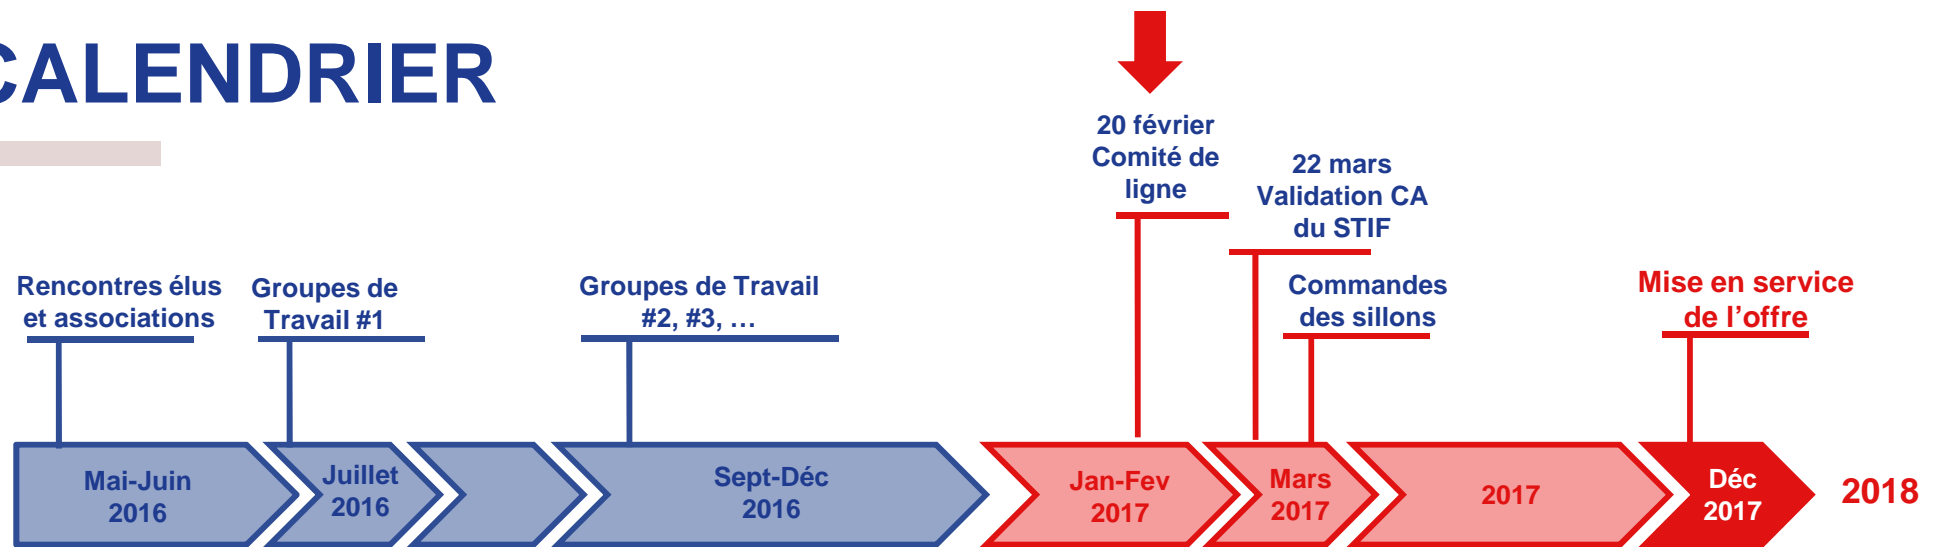 CALENDRIER
20 février
Comité de
ligne
22 mars
Validation CA
du STIF
Rencontres élus
et associations
Groupes de
Travail #1
Groupes de Travail
#2, #3, …
Commandes
des sillons
Mise en service
de l’offre
Mai-Juin
2016
Juillet
2016
Sept-Déc
2016
Jan-Fev
2017
Mars
2017
2017
Déc
2017
2018